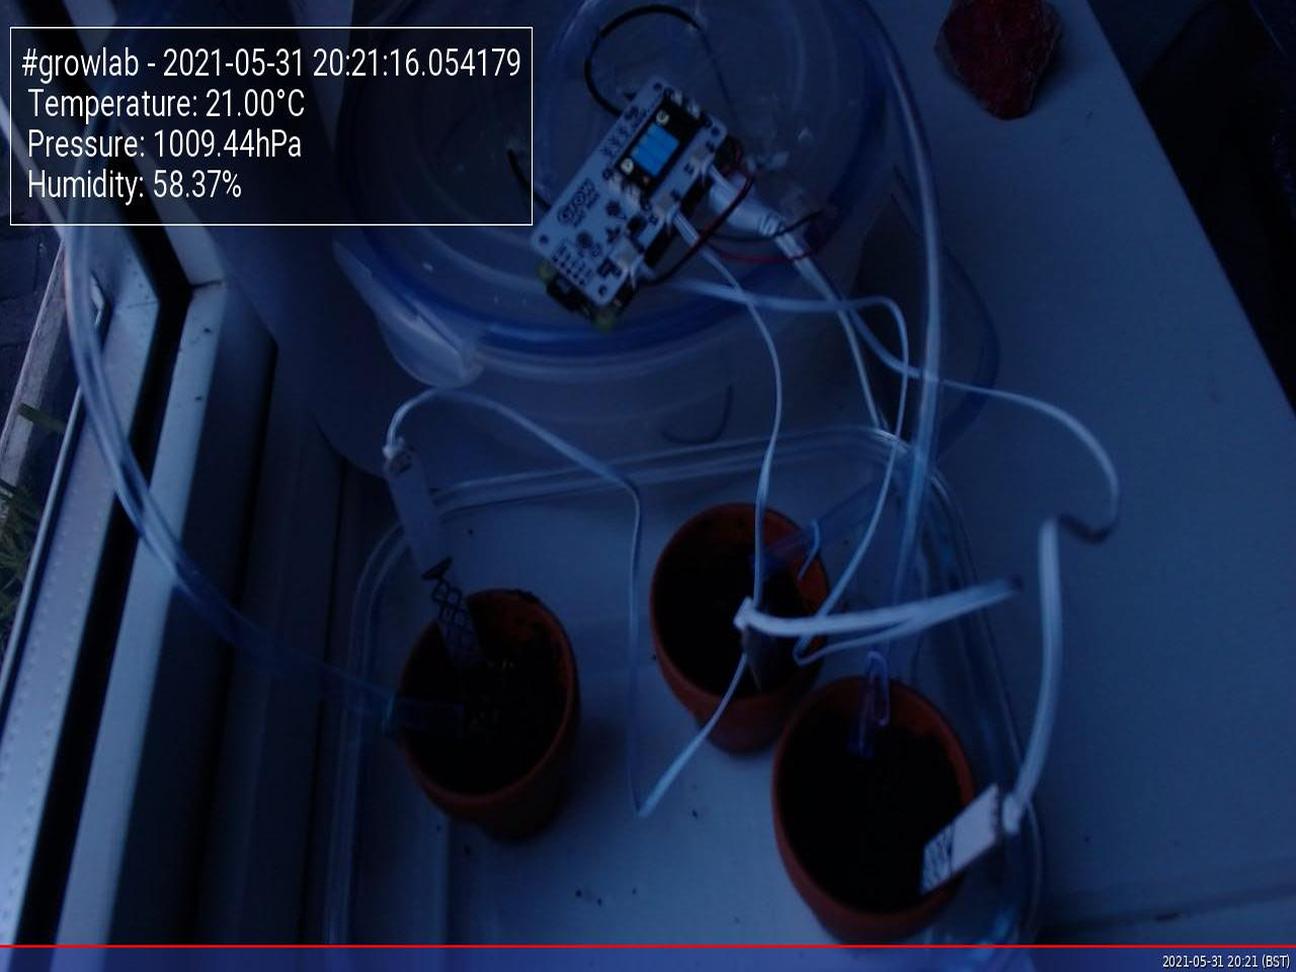 #growlab - 2021-05-31 20:21:16.054179
Temperature: 21.00°C
Pressure: 1009.44hPa
Humidity: 58.37%
Grow
2021-05-31 20:21 (BST)